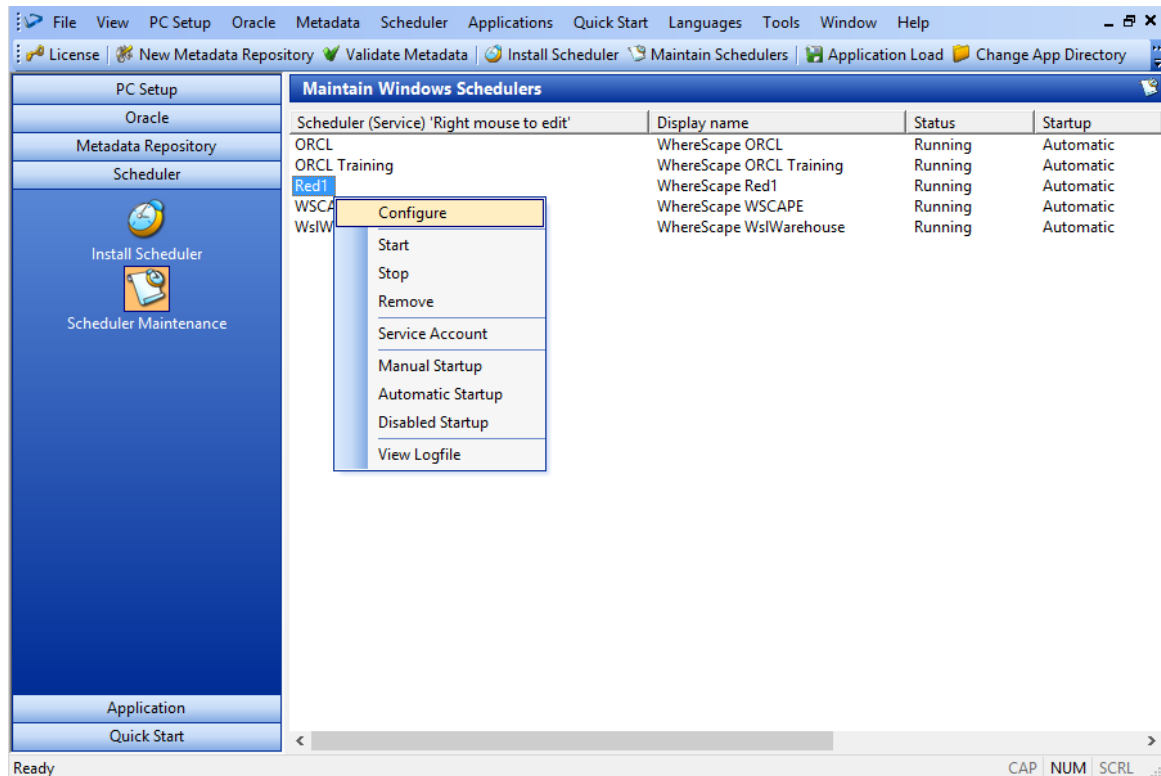 File View PC Setup Oracle Metadata Scheduler Applications Quick Start Languages Tools Window Help
License New Metadata Repository Validate Metadata Install Scheduler Maintain Schedulers Application Load Change App Directory
PC Setup
Oracle
Metadata Repository
Scheduler
Install Scheduler
Scheduler Maintenance
Application
Quick Start
Maintain Windows Schedulers
Scheduler (Service) 'Right mouse to edit' Display name Status Startup
ORCL WhereScape ORCL Running Automatic
ORCL Training WhereScape ORCL Training Running Automatic
Red1 WhereScape Red1 Running Automatic
WSCA WhereScape WSCAPE Running Automatic
WslW WhereScape WslWarehouse Running Automatic
Configure
Start
Stop
Remove
Service Account
Manual Startup
Automatic Startup
Disabled Startup
View Logfile
Ready CAP NUM SCRL